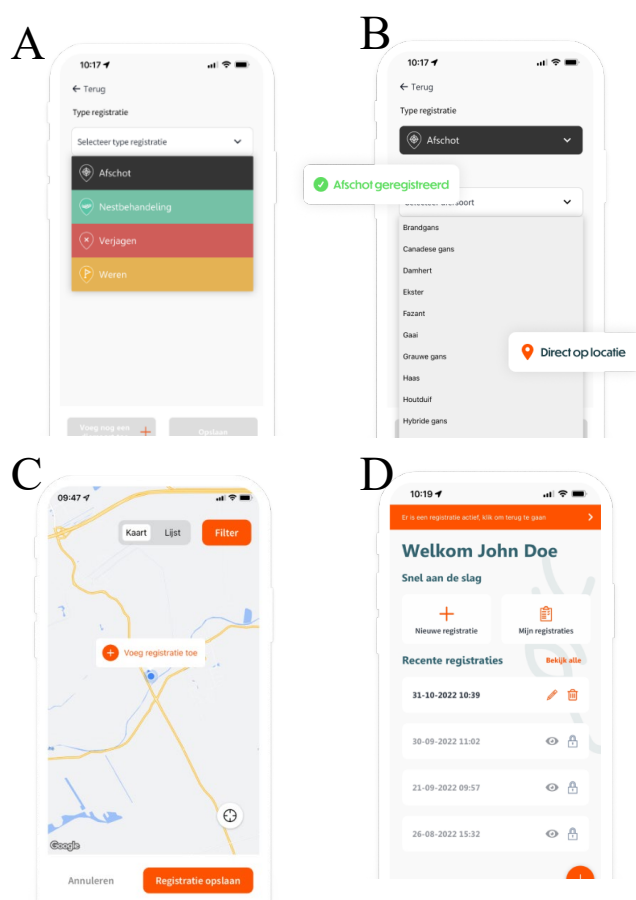 A
10:17
← Terug
Type registratie
Selecteer type registratie
Afschot
Nestbehandeling
Verjagen
Weren
Voeg nog een
Opslaan
B
10:17
← Terug
Type registratie
Afschot
Afschot geregistreerd
Brandgans
Canadese gans
Damhert
Ekster
Fazant
Gaai
Grauwe gans
Direct op locatie
Haas
Houtduif
Hybride gans
C
09:47
Kaart Lijst Filter
Voeg registratie toe
Google
Annuleren Registratie opslaan
D
10:19
Er is een registratie actief, klik om terug te gaan
Welkom John Doe
Snel aan de slag
Nieuwe registratie Mijn registraties
Recente registraties Bekijk alle
31-10-2022 10:39
30-09-2022 11:02
21-09-2022 09:57
26-08-2022 15:32